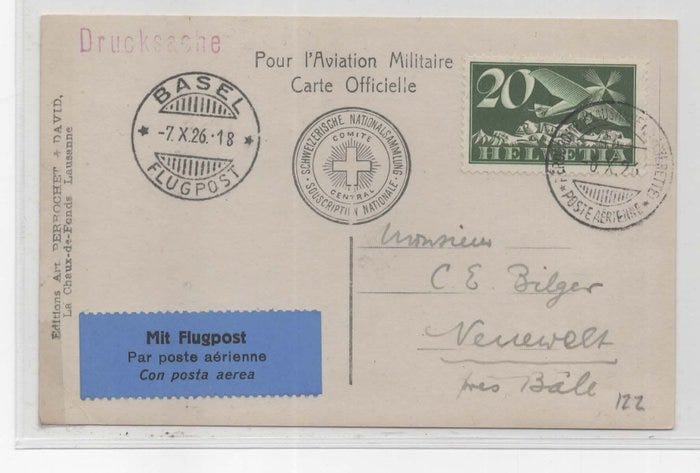 Drucksache
Pour l'Aviation Militaire
Carte Officielle
BASEL
-7.X.26.-18
FLUGPOST
SCHWEIZERISCHE NATIONALSAMMLUNG
COMITÉ
CENTRAL
SOUSCRIPTION NATIONALE
20
HELVETIA
POSTE AÉRIENNE
Editions Art. PERROCHET & DAVID,
La Chaux-de-Fonds Lausanne
Monsieur
C E. Bilger
Neuewelt
près Bâle
122
Mit Flugpost
Par poste aérienne
Con posta aerea